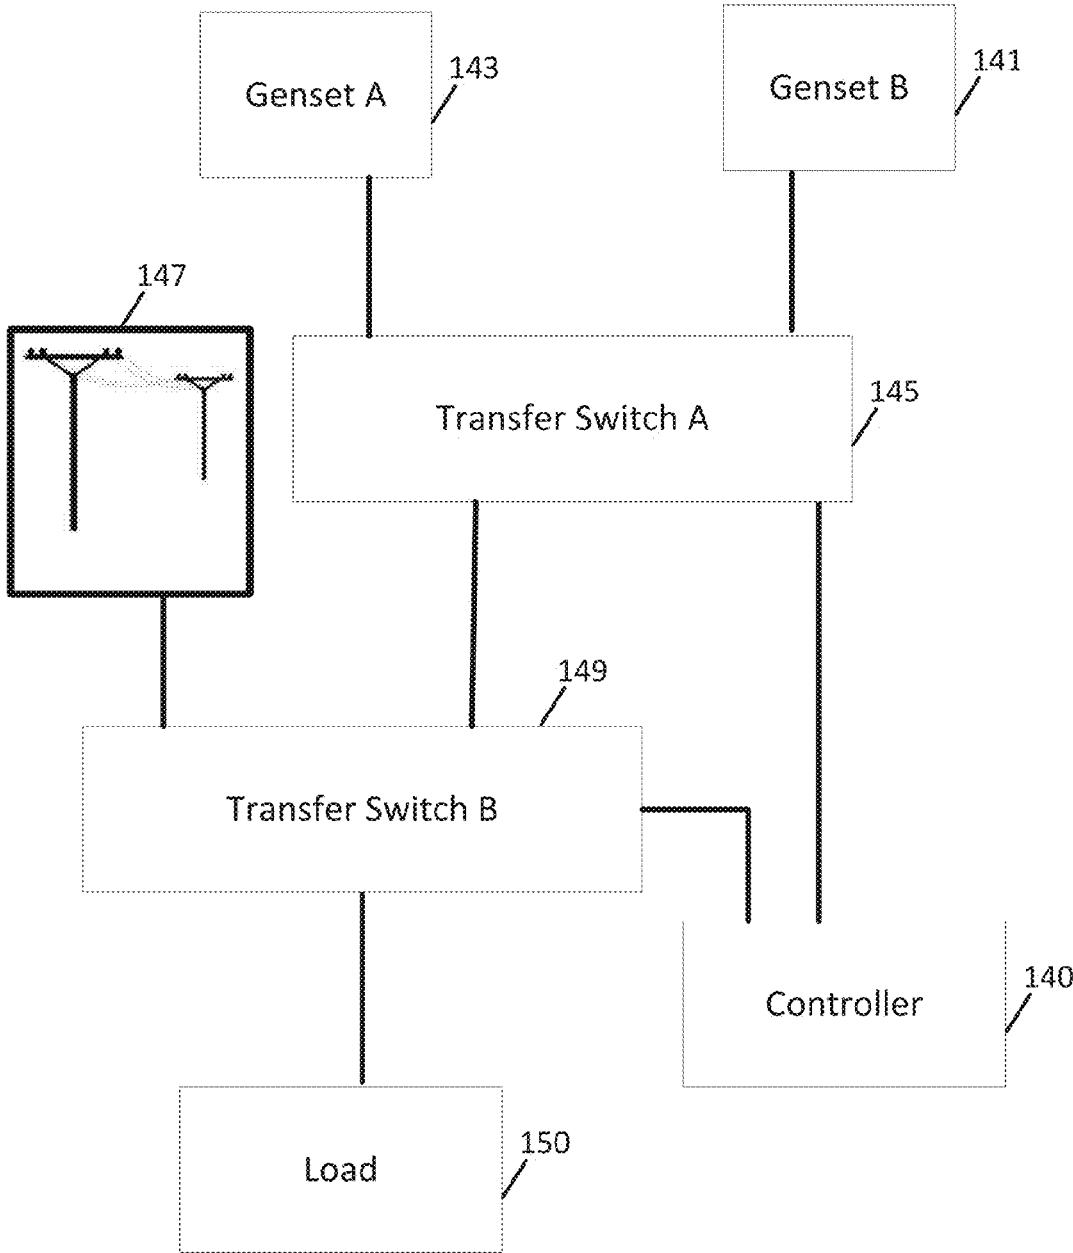 Genset A
143
Genset B
141
147
Transfer Switch A
145
149
Transfer Switch B
Controller
140
Load
150